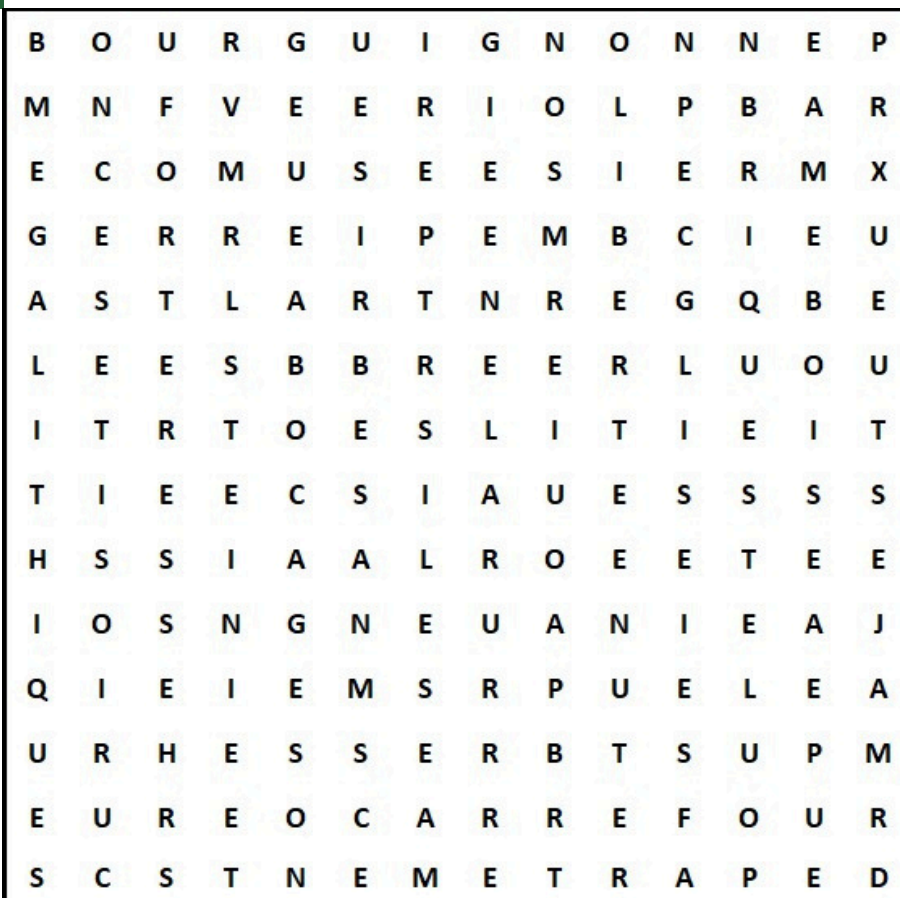 B O U R G U I G N O N N E P
M N F V E E R I O L P B A R
E C O M U S E E S I E R M X
G E R R E I P E M B C I E U
A S T L A R T N R E G Q B E
L E E S B B R E E R L U O U
I T R T O E S L I T I E I T
T I E E C S I A U E S S S S
H S S I A A L R O E E T E E
I O S N G N E U A N I E A J
Q I E I E M S R P U E L E A
U R H E S S E R B T S U P M
E U R E O C A R R E F O U R
S C S T N E M E T R A P E D